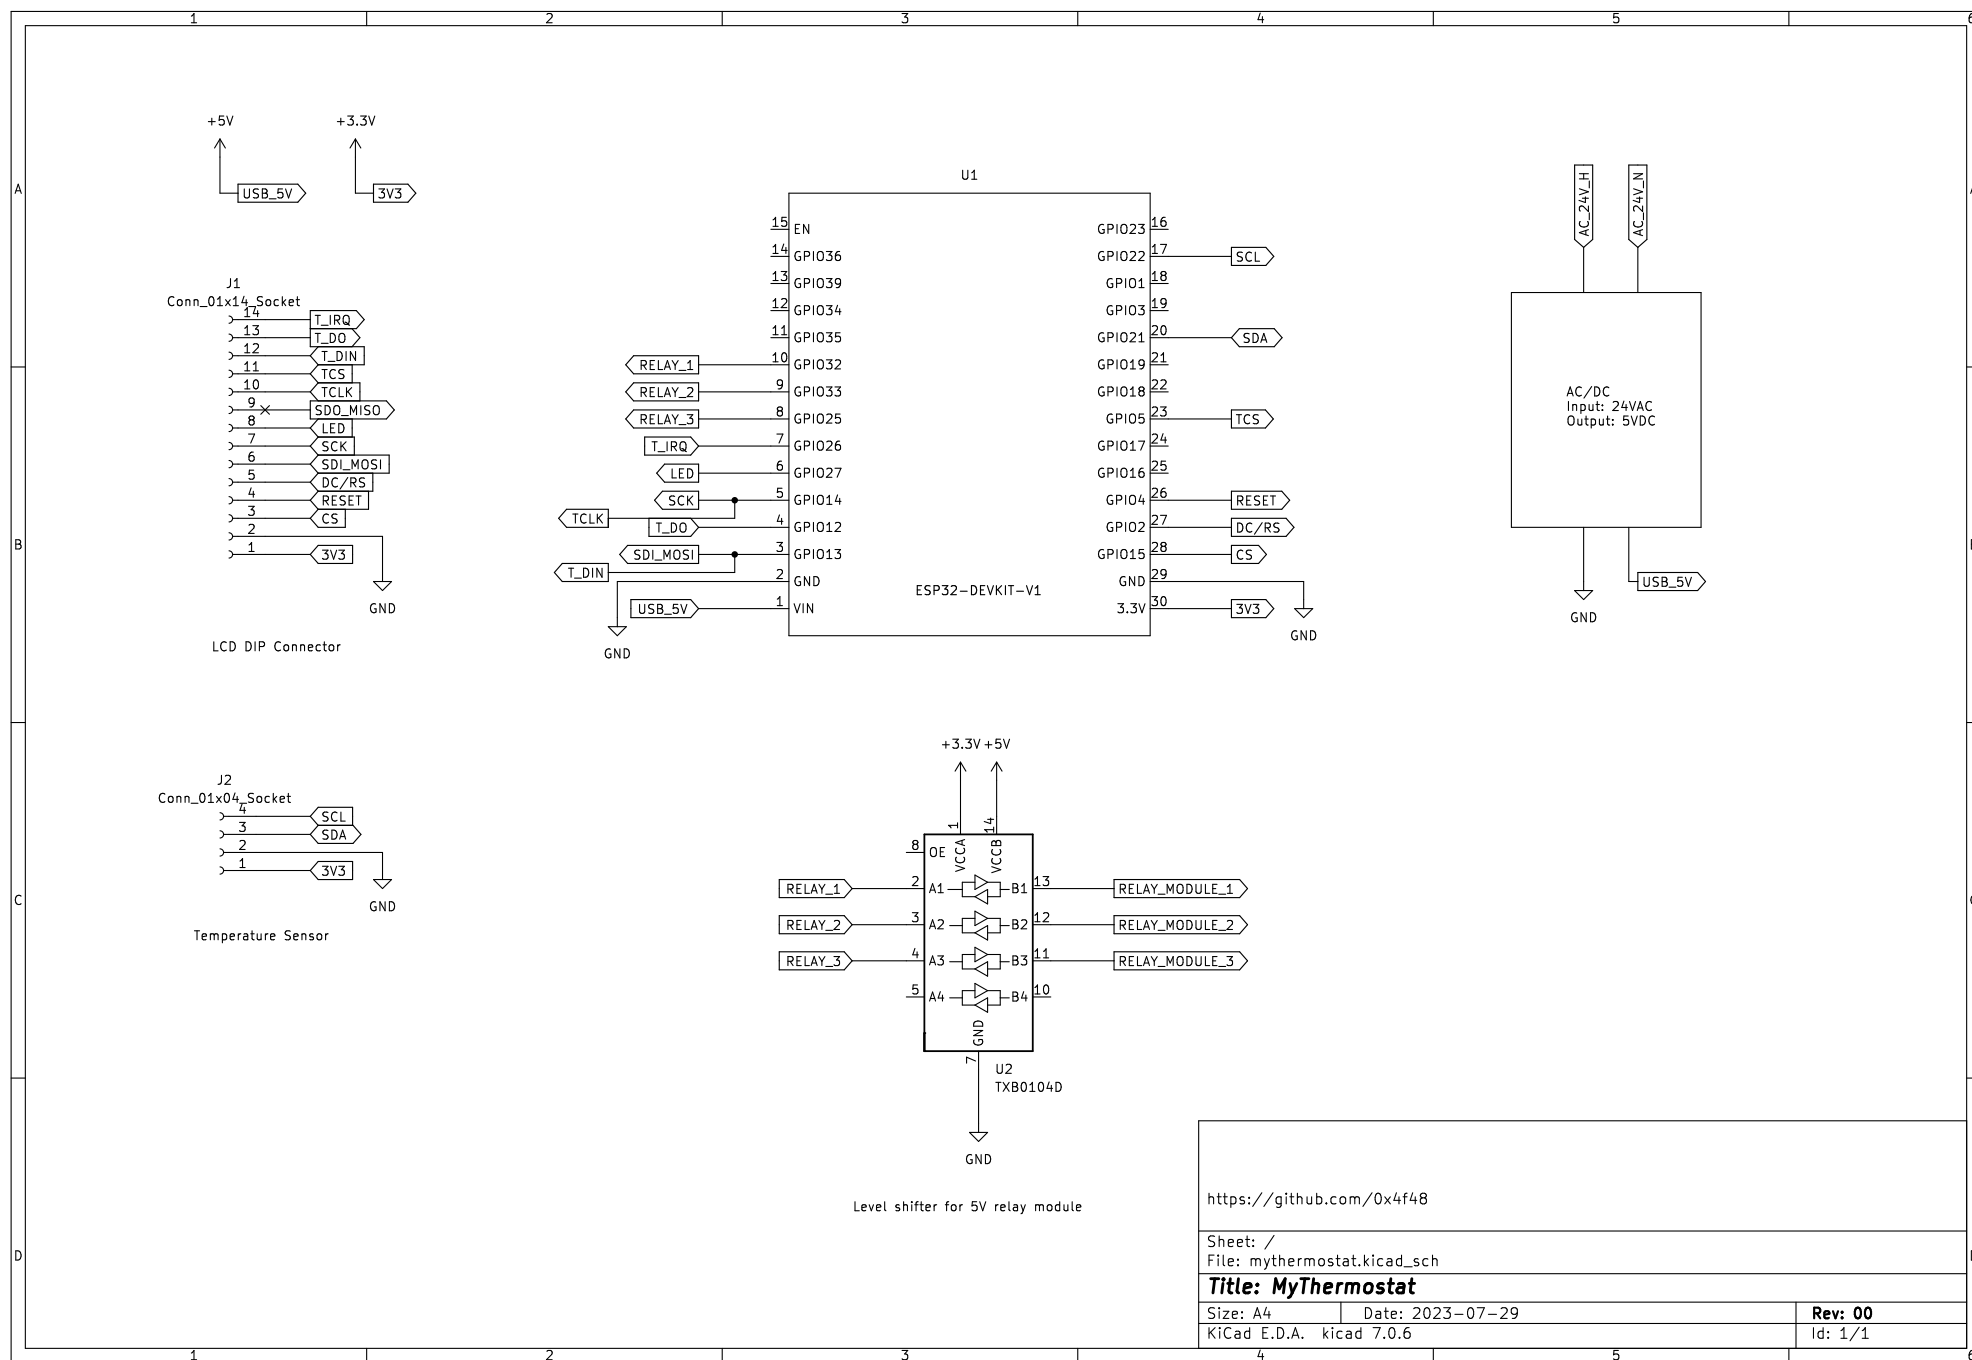 1 2 3 4 5 6
A
B
C
D
+5V
USB_5V
+3.3V
3V3
J1
Conn_01x14_Socket
14 T_IRQ
13 T_DO
12 T_DIN
11 TCS
10 TCLK
9 SDO_MISO
8 LED
7 SCK
6 SDI_MOSI
5 DC/RS
4 RESET
3 CS
2
1 3V3
GND
LCD DIP Connector
U1
15 EN
14 GPIO36
13 GPIO39
12 GPIO34
11 GPIO35
RELAY_1 10 GPIO32
RELAY_2 9 GPIO33
RELAY_3 8 GPIO25
T_IRQ 7 GPIO26
LED 6 GPIO27
SCK 5 GPIO14
TCLK
T_DO 4 GPIO12
SDI_MOSI 3 GPIO13
T_DIN
2 GND
USB_5V 1 VIN
GND
GPIO23 16
GPIO22 17 SCL
GPIO1 18
GPIO3 19
GPIO21 20 SDA
GPIO19 21
GPIO18 22
GPIO5 23 TCS
GPIO17 24
GPIO16 25
GPIO4 26 RESET
GPIO2 27 DC/RS
GPIO15 28 CS
GND 29
3.3V 30 3V3
GND
ESP32-DEVKIT-V1
AC_24V_H
AC_24V_N
AC/DC
Input: 24VAC
Output: 5VDC
USB_5V
GND
J2
Conn_01x04_Socket
4 SCL
3 SDA
2
1 3V3
GND
Temperature Sensor
+3.3V +5V
1 14
VCCA VCCB
8 OE
RELAY_1 2 A1 B1 13 RELAY_MODULE_1
RELAY_2 3 A2 B2 12 RELAY_MODULE_2
RELAY_3 4 A3 B3 11 RELAY_MODULE_3
5 A4 B4 10
GND
7
U2
TXB0104D
GND
Level shifter for 5V relay module
https://github.com/0x4f48
Sheet: /
File: mythermostat.kicad_sch
Title: MyThermostat
Size: A4 Date: 2023-07-29 Rev: 00
KiCad E.D.A. kicad 7.0.6 Id: 1/1
1 2 3 4 5 6